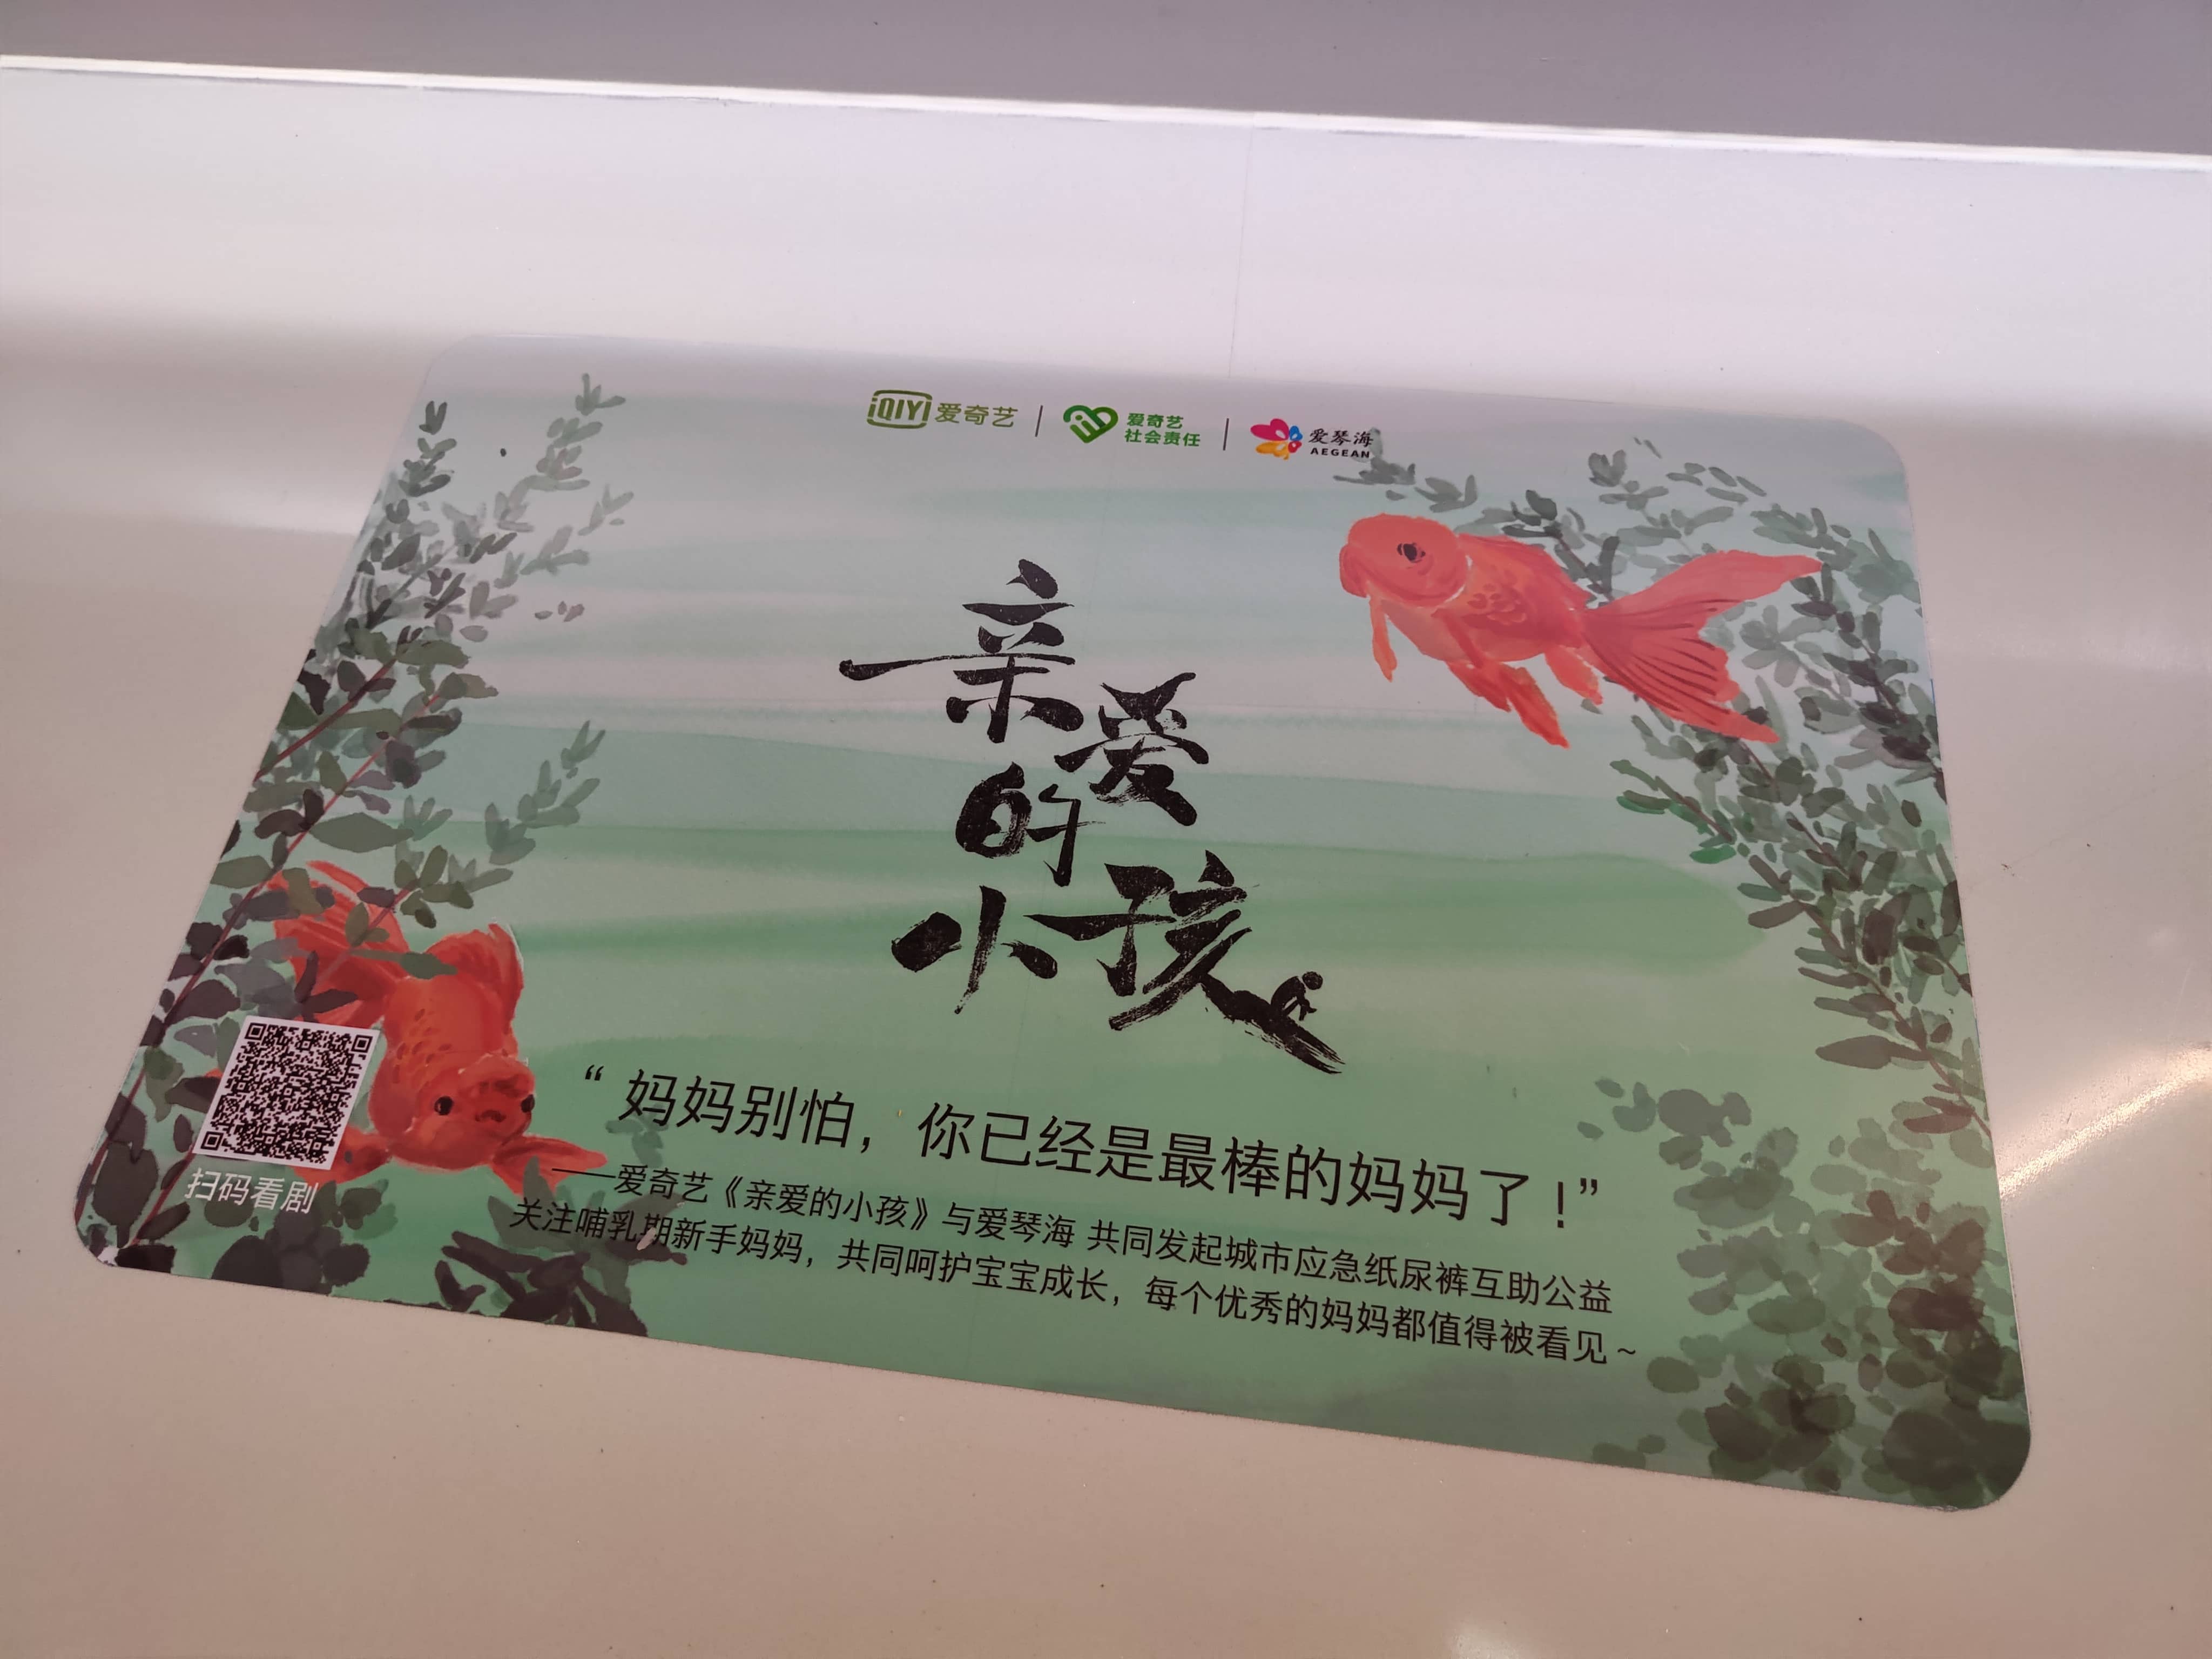 iQIYI 爱奇艺
爱奇艺
社会责任
爱琴海
AEGEAN
亲爱
的
小孩
“ 妈妈别怕，你已经是最棒的妈妈了！”
——爱奇艺《亲爱的小孩》与爱琴海 共同发起城市应急纸尿裤互助公益
关注哺乳期新手妈妈，共同呵护宝宝成长，每个优秀的妈妈都值得被看见～
扫码看剧